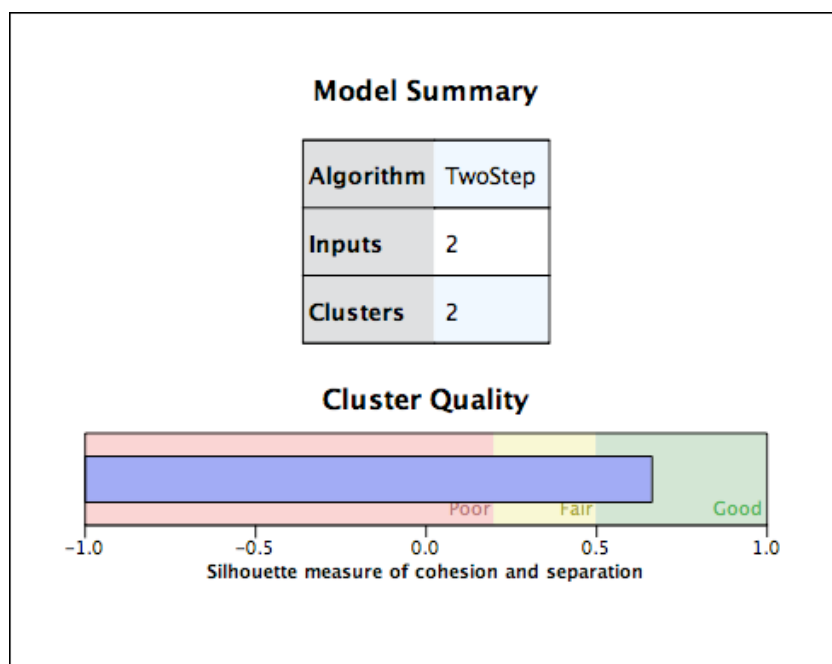 Model Summary
Algorithm TwoStep
Inputs 2
Clusters 2
Cluster Quality
Poor Fair Good
-1.0 -0.5 0.0 0.5 1.0
Silhouette measure of cohesion and separation